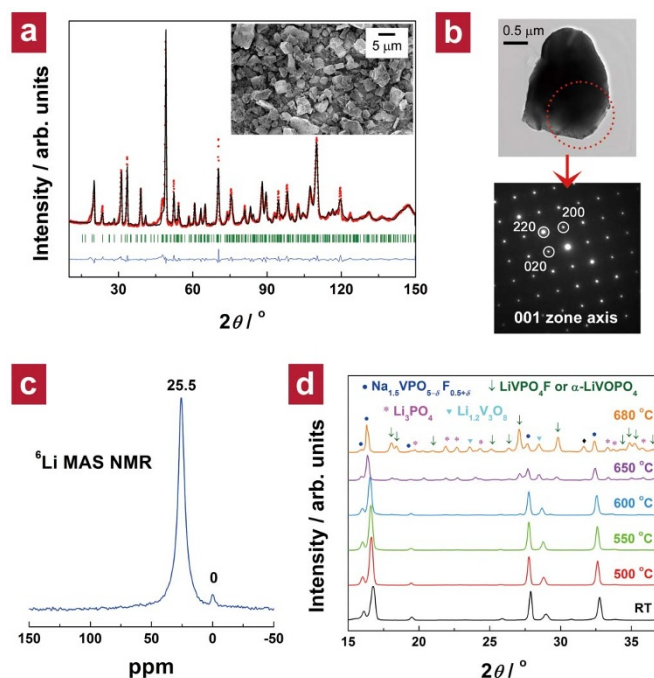 a
Intensity / arb. units
5 μm
30 60 90 120 150
2θ / °
b
0.5 μm
200
220
020
001 zone axis
c
25.5
⁶Li MAS NMR
0
150 100 50 0 -50
ppm
d
Intensity / arb. units
• Na₁.₅VPO₅₋δF₀.₅₊δ ↓ LiVPO₄F or α-LiVOPO₄
* Li₃PO₄ ♥ Li₁.₂V₃O₈
680 °C
650 °C
600 °C
550 °C
500 °C
RT
15 20 25 30 35
2θ / °